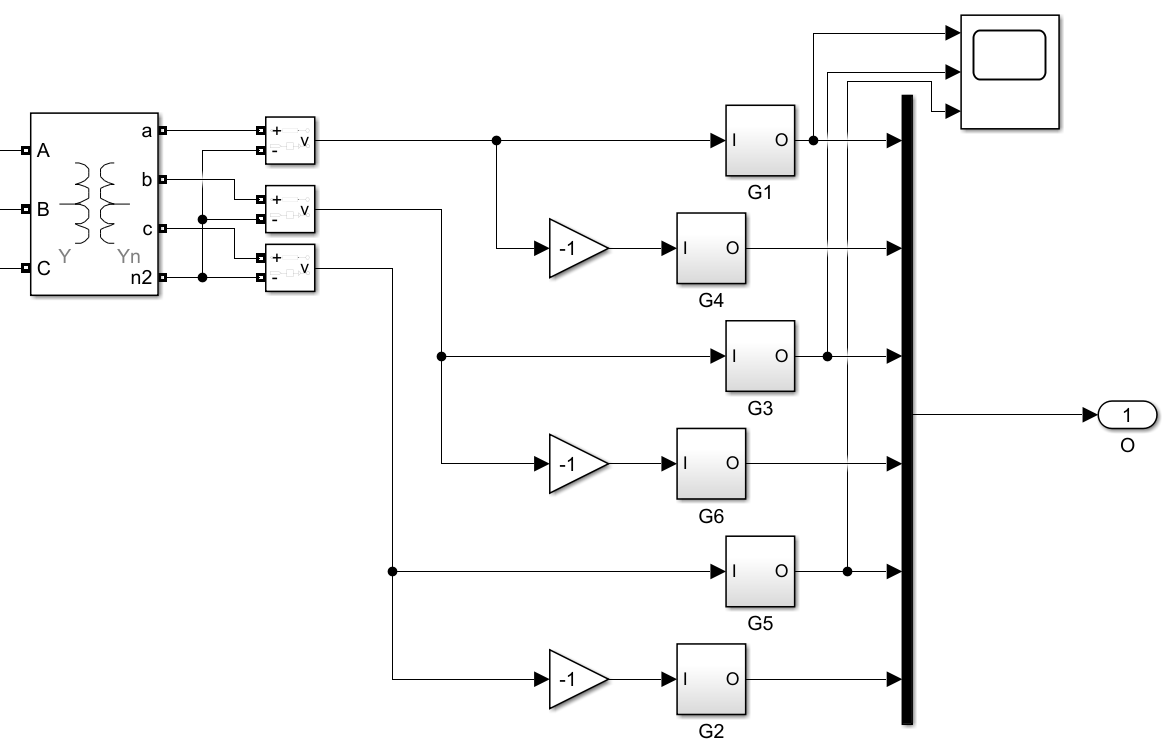 A
B
C
a
b
c
n2
Y
Yn
+
-
v
+
-
v
+
-
v
I
O
G1
-1
I
O
G4
I
O
G3
-1
I
O
G6
I
O
G5
-1
I
O
G2
1
O